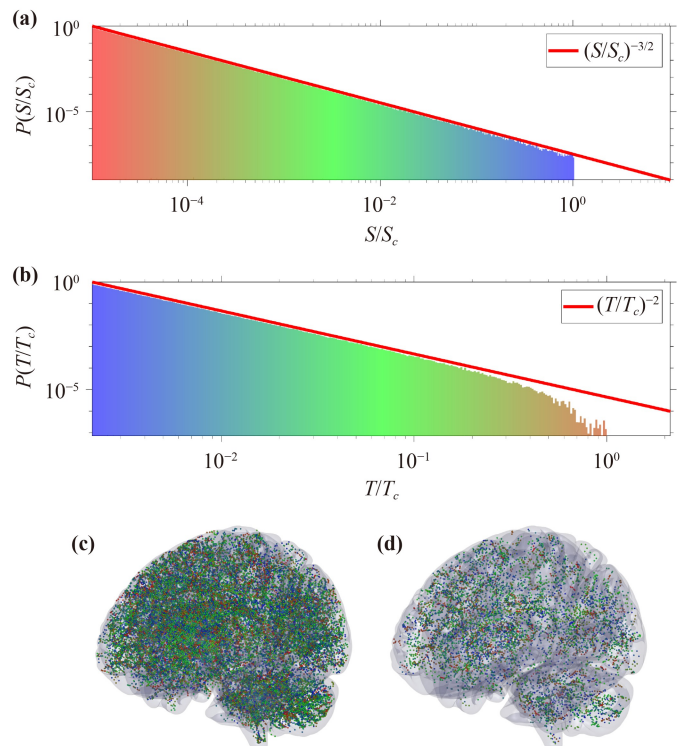 (a)
10⁰
10⁻⁵
P(S/S_c)
(S/S_c)⁻³/²
10⁻⁴
10⁻²
10⁰
S/S_c
(b)
10⁰
10⁻⁵
P(T/T_c)
(T/T_c)⁻²
10⁻²
10⁻¹
10⁰
T/T_c
(c)
(d)